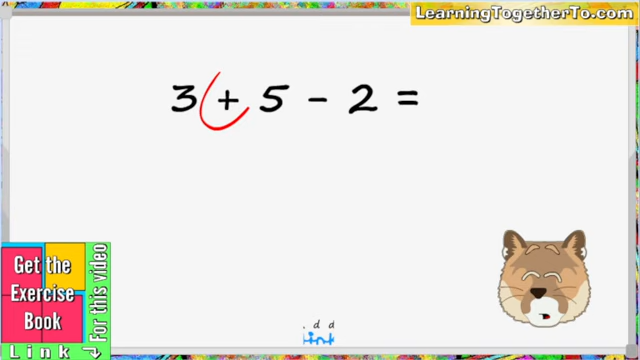 LearningTogetherTo.com
3 + 5 - 2 =
Get the
Exercise
Book
For this video
Link